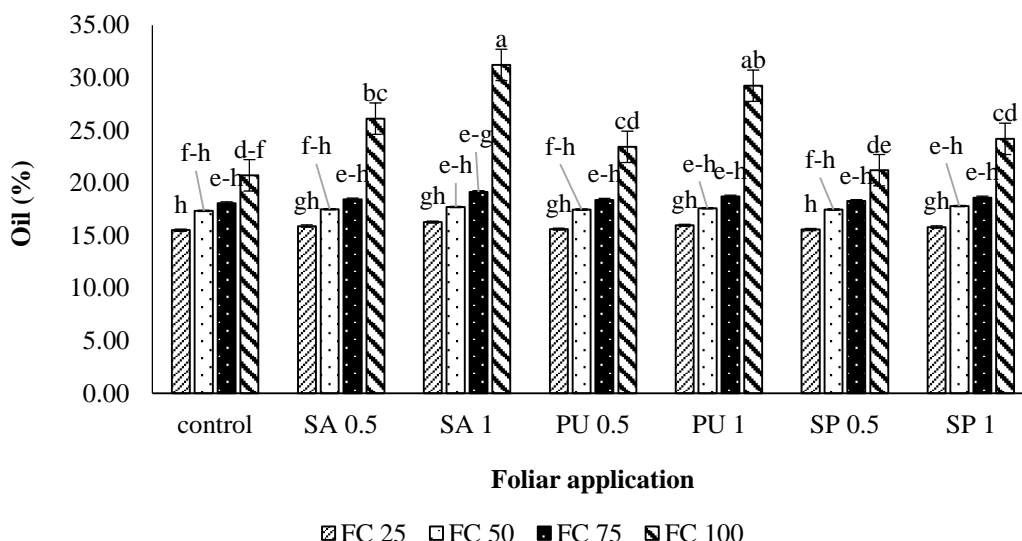 35.00
30.00
25.00
20.00
15.00
10.00
5.00
0.00
Oil (%)
h f-h e-h d-f
gh f-h e-h bc
gh e-h e-g a
gh f-h e-h cd
gh e-h e-h ab
h f-h e-h de
gh e-h e-h cd
control SA 0.5 SA 1 PU 0.5 PU 1 SP 0.5 SP 1
Foliar application
FC 25 FC 50 FC 75 FC 100